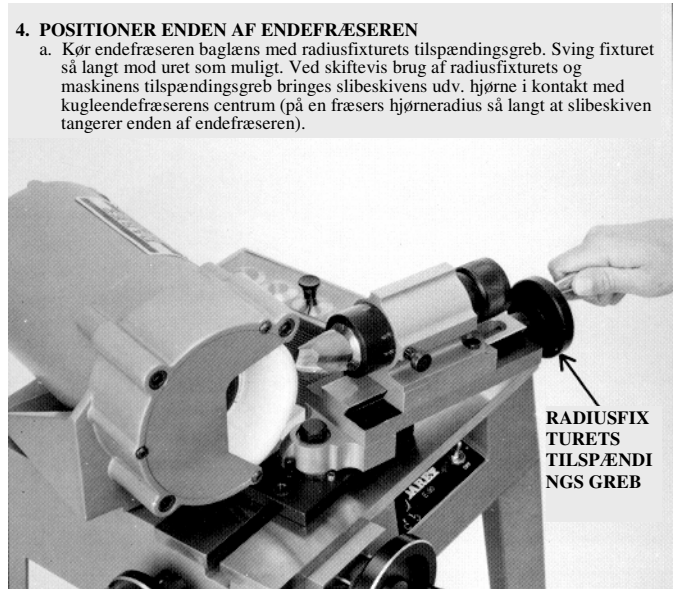 4. POSITIONER ENDEN AF ENDEFRÆSEREN
a. Kør endefræseren baglæns med radiusfixturets tilspændingsgreb. Sving fixturet
så langt mod uret som muligt. Ved skiftevis brug af radiusfixturets og
maskinens tilspændingsgreb bringes slibeskivens udv. hjørne i kontakt med
kugleendefræserens centrum (på en fræsers hjørneradius så langt at slibeskiven
tangerer enden af endefræseren).
RADIUSFIX
TURETS
TILSPÆNDI
NGS GREB